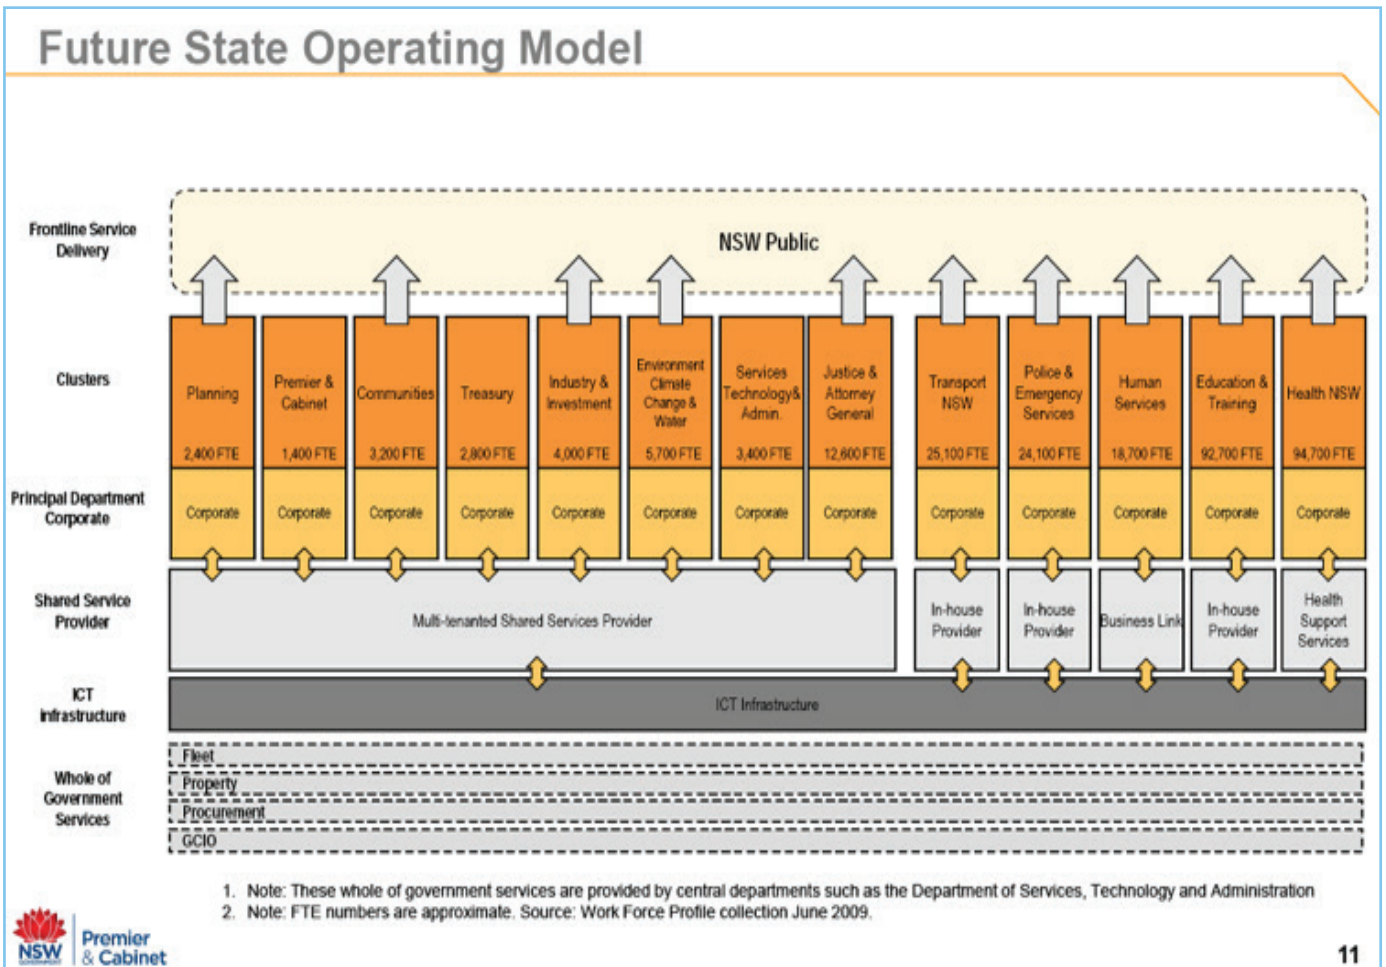 Future State Operating Model
Frontline Service
Delivery
NSW Public
Clusters
Planning
2,400 FTE
Premier &
Cabinet
1,400 FTE
Communities
3,200 FTE
Treasury
2,800 FTE
Industry &
Investment
4,000 FTE
Environment
Climate
Change &
Water
5,700 FTE
Services
Technology&
Admin.
3,400 FTE
Justice &
Attorney
General
12,600 FTE
Transport
NSW
25,100 FTE
Police &
Emergency
Services
24,100 FTE
Human
Services
18,700 FTE
Education &
Training
92,700 FTE
Health NSW
94,700 FTE
Principal Department
Corporate
Corporate
Corporate
Corporate
Corporate
Corporate
Corporate
Corporate
Corporate
Corporate
Corporate
Corporate
Corporate
Corporate
Shared Service
Provider
Multi-tenanted Shared Services Provider
In-house
Provider
In-house
Provider
Business Link
In-house
Provider
Health
Support
Services
ICT
infrastructure
ICT Infrastructure
Whole of
Government
Services
Fleet
Property
Procurement
GCIO
1. Note: These whole of government services are provided by central departments such as the Department of Services, Technology and Administration
2. Note: FTE numbers are approximate. Source: Work Force Profile collection June 2009.
NSW
GOVERNMENT
Premier
& Cabinet
11